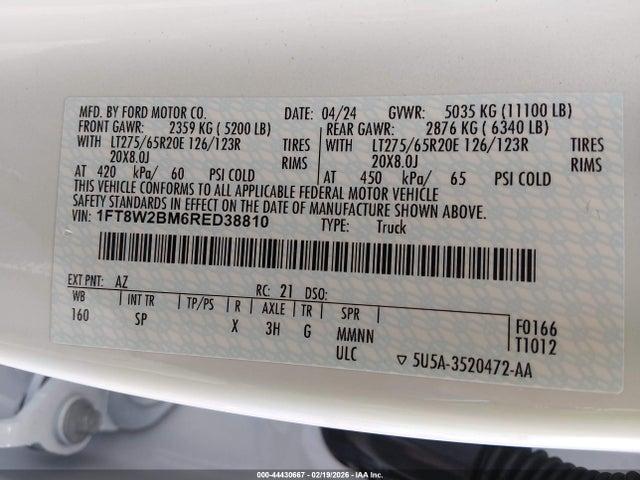 MFD. BY FORD MOTOR CO. DATE: 04/24 GVWR: 5035 KG (11100 LB)
FRONT GAWR: 2359 KG ( 5200 LB) REAR GAWR: 2876 KG ( 6340 LB)
WITH LT275/65R20E 126/123R TIRES WITH LT275/65R20E 126/123R TIRES
20X8.0J RIMS 20X8.0J RIMS
AT 420 kPa/ 60 PSI COLD AT 450 kPa/ 65 PSI COLD
THIS VEHICLE CONFORMS TO ALL APPLICABLE FEDERAL MOTOR VEHICLE
SAFETY STANDARDS IN EFFECT ON THE DATE OF MANUFACTURE SHOWN ABOVE.
VIN: 1FT8W2BM6RED38810 TYPE: Truck
EXT PNT: AZ RC: 21 DSO:
WB INT TR TP/PS R AXLE TR SPR
160 SP X 3H G MMNN
ULC
F0166
T1012
▽ 5U5A-3520472-AA
000-44430667 - 02/19/2026 - IAA Inc.